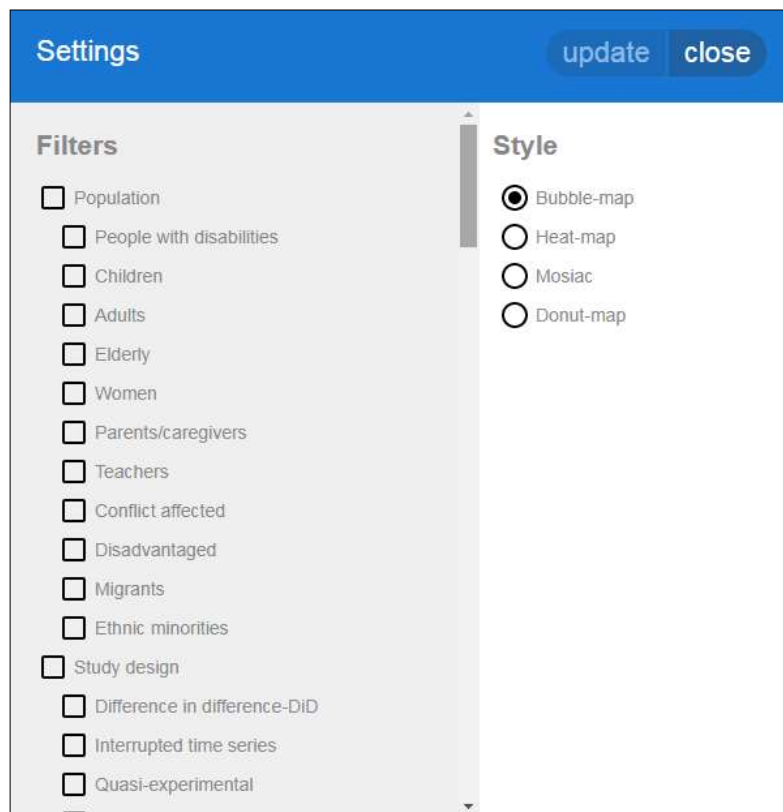 Settings
update close
Filters
Population
People with disabilities
Children
Adults
Elderly
Women
Parents/caregivers
Teachers
Conflict affected
Disadvantaged
Migrants
Ethnic minorities
Study design
Difference in difference-DiD
Interrupted time series
Quasi-experimental
Style
Bubble-map
Heat-map
Mosiac
Donut-map